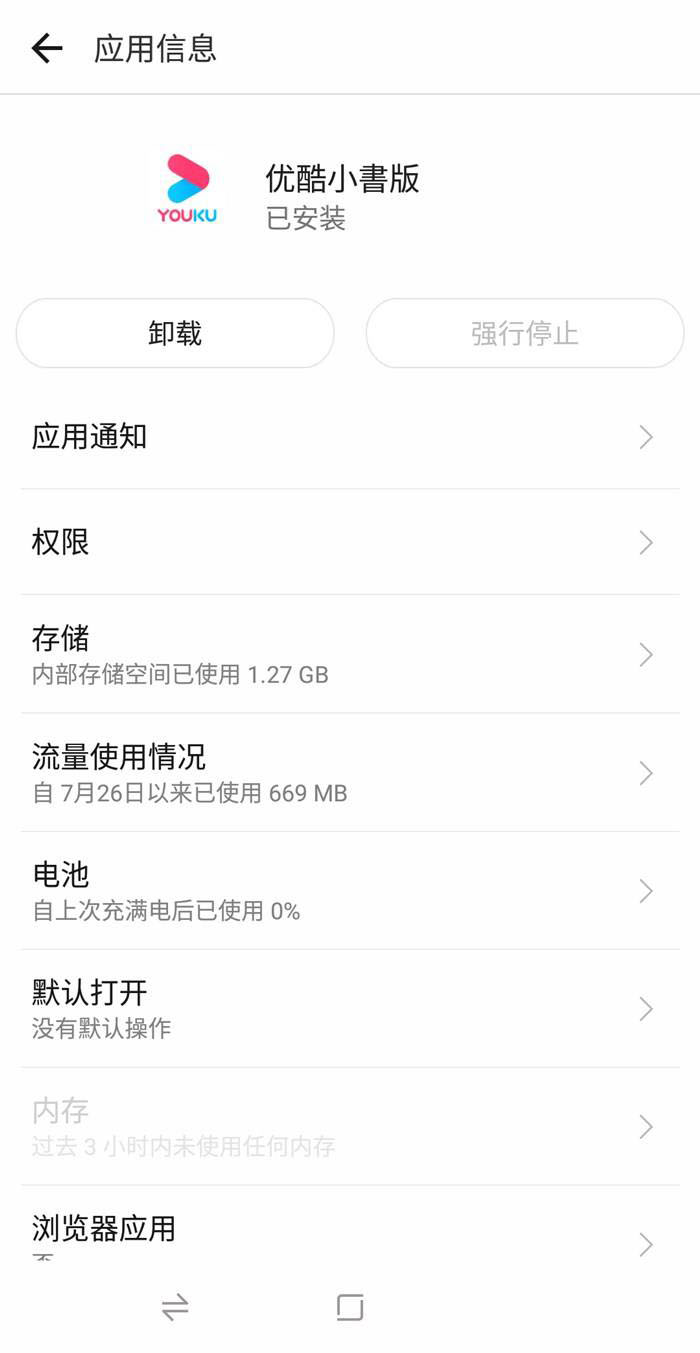 应用信息
优酷小書版
YOUKU
已安装
卸载
强行停止
应用通知
权限
存储
内部存储空间已使用 1.27 GB
流量使用情况
自 7月26日以来已使用 669 MB
电池
自上次充满电后已使用 0%
默认打开
没有默认操作
内存
过去 3 小时内未使用任何内存
浏览器应用